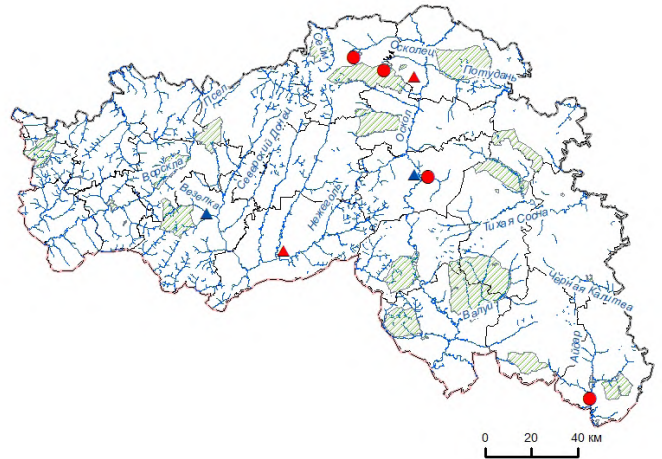 Сейм
Осколец
Потудань
Псел
Оскол
Северский Донец
Ворскла
Везелка
Нежеголь
Тихая Сосна
Черная Калитва
Валуй
Айдар
0 20 40 км